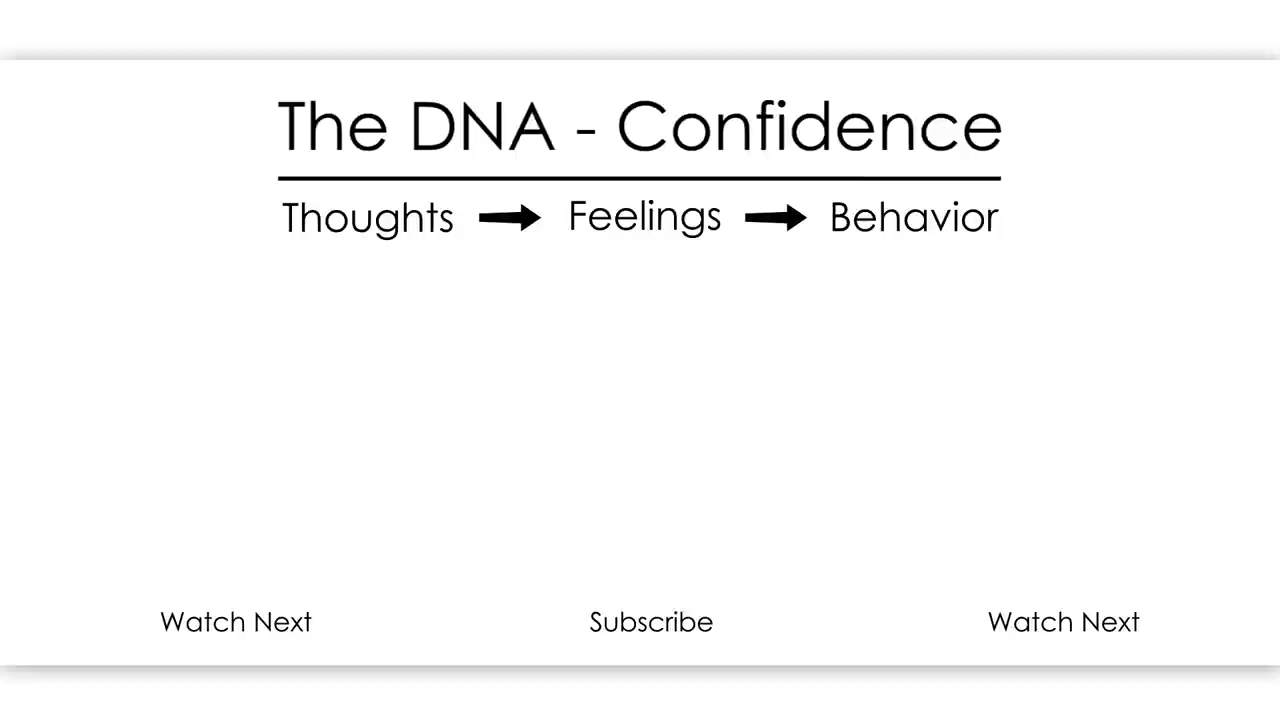 The DNA - Confidence
Thoughts Feelings Behavior
Watch Next Subscribe Watch Next